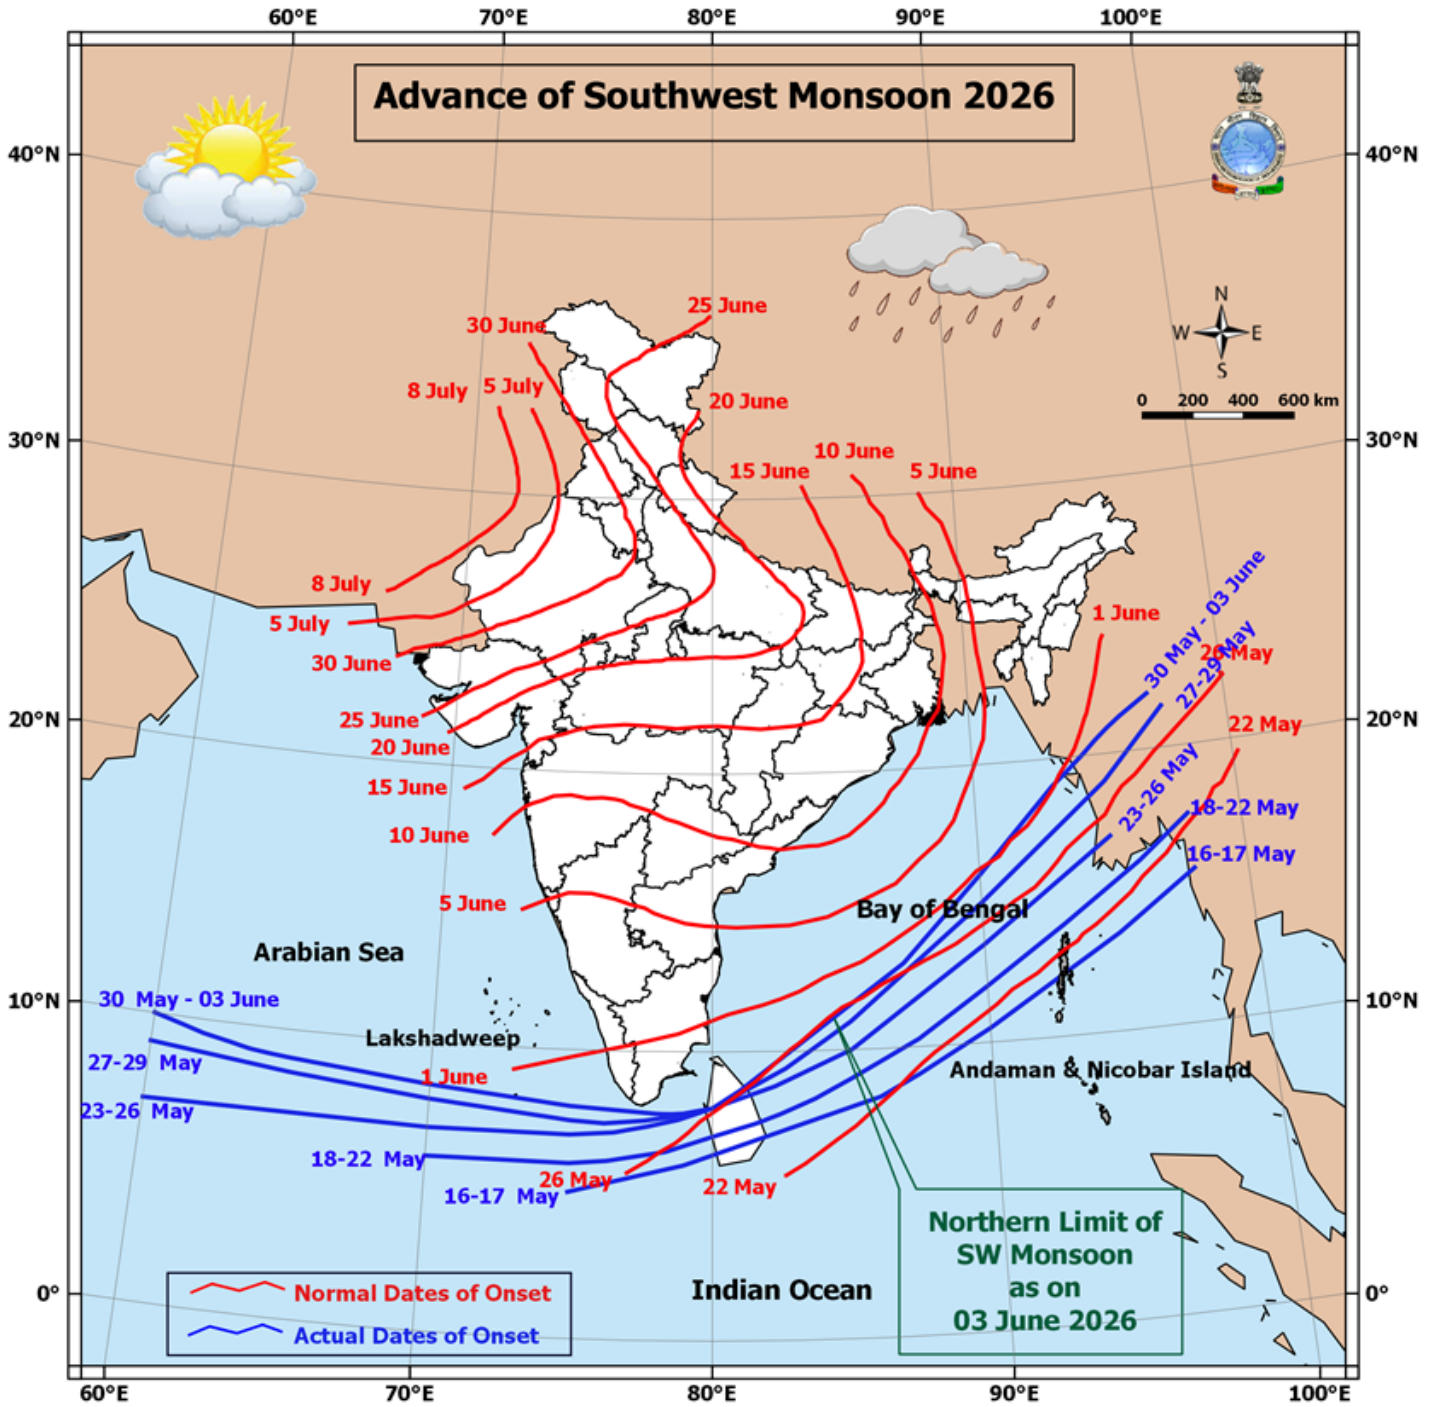 60°E 70°E 80°E 90°E 100°E
Advance of Southwest Monsoon 2026
40°N 40°N
N
W E
S
25 June
30 June
8 July 5 July
20 June
0 200 400 600 km
30°N 30°N
10 June
15 June 5 June
8 July
5 July
30 May - 03 June
1 June
27-29 May
26 May
30 June
25 June
20°N 20°N
22 May
20 June
15 June
23-26 May
18-22 May
10 June
16-17 May
5 June
Bay of Bengal
Arabian Sea
30 May - 03 June
10°N 10°N
Lakshadweep
27-29 May
1 June
Andaman & Nicobar Island
23-26 May
18-22 May
26 May
22 May
16-17 May
Northern Limit of
SW Monsoon
as on
03 June 2026
Indian Ocean
0° 0°
Normal Dates of Onset
Actual Dates of Onset
60°E 70°E 80°E 90°E 100°E